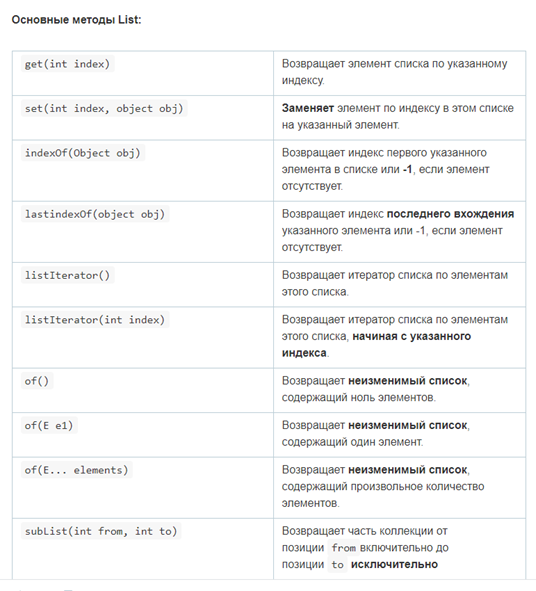 Основные методы List:
get(int index)
Возвращает элемент списка по указанному
индексу.
set(int index, object obj)
Заменяет элемент по индексу в этом списке
на указанный элемент.
indexOf(Object obj)
Возвращает индекс первого указанного
элемента в списке или -1, если элемент
отсутствует.
lastindexOf(object obj)
Возвращает индекс последнего вхождения
указанного элемента или -1, если элемент
отсутствует.
listIterator()
Возвращает итератор списка по элементам
этого списка.
listIterator(int index)
Возвращает итератор списка по элементам
этого списка, начиная с указанного
индекса.
of()
Возвращает неизменимый список,
содержащий ноль элементов.
of(E e1)
Возвращает неизменимый список,
содержащий один элемент.
of(E... elements)
Возвращает неизменимый список,
содержащий произвольное количество
элементов.
subList(int from, int to)
Возвращает часть коллекции от
позиции from включительно до
позиции to исключительно